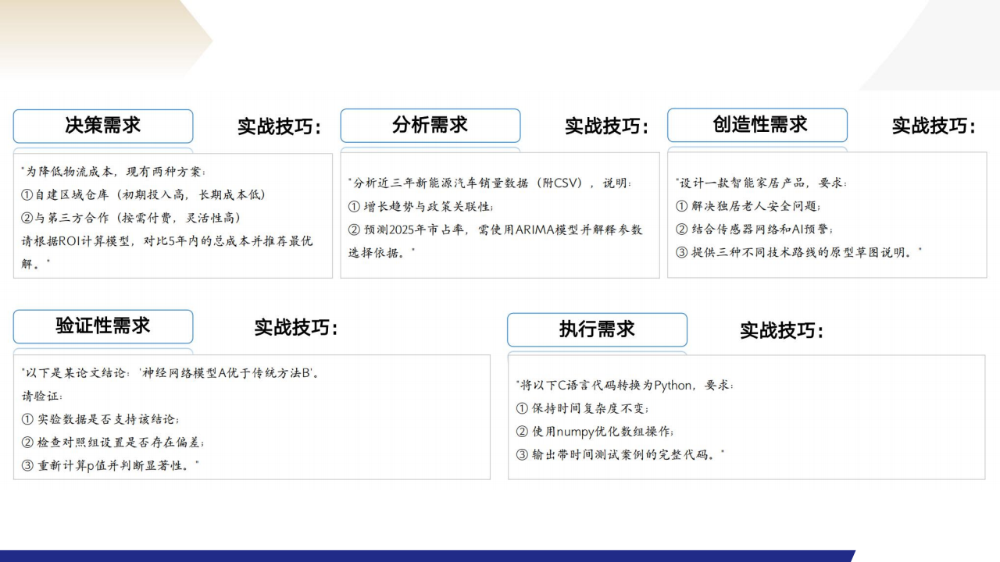 决策需求
实战技巧：
"为降低物流成本，现有两种方案：
①自建区域仓库（初期投入高，长期成本低）
②与第三方合作（按需付费，灵活性高）
请根据ROI计算模型，对比5年内的总成本并推荐最优
解。"
分析需求
实战技巧：
"分析近三年新能源汽车销量数据（附CSV），说明：
① 增长趋势与政策关联性；
② 预测2025年市占率，需使用ARIMA模型并解释参数
选择依据。"
创造性需求
实战技巧：
"设计一款智能家居产品，要求：
① 解决独居老人安全问题；
② 结合传感器网络和AI预警；
③ 提供三种不同技术路线的原型草图说明。"
验证性需求
实战技巧：
"以下是某论文结论：'神经网络模型A优于传统方法B'。
请验证：
① 实验数据是否支持该结论；
② 检查对照组设置是否存在偏差；
③ 重新计算p值并判断显著性。"
执行需求
实战技巧：
"将以下C语言代码转换为Python，要求：
① 保持时间复杂度不变；
② 使用numpy优化数组操作；
③ 输出带时间测试案例的完整代码。"